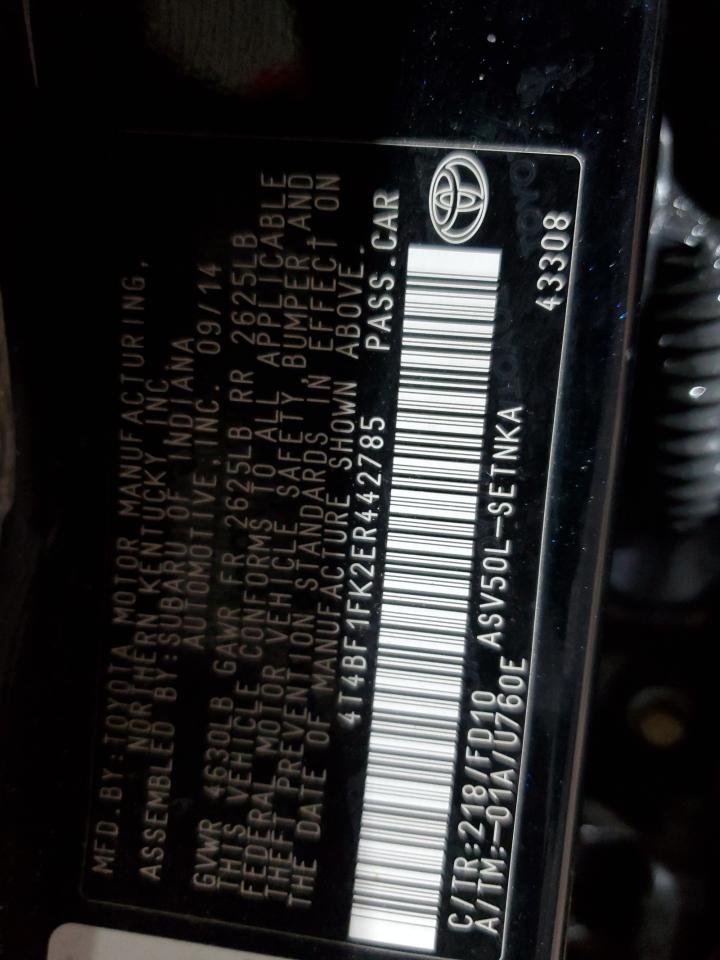 MFD.BY:TOYOTA MOTOR MANUFACTURING,
NORTHERN KENTUCKY INC.
ASSEMBLED BY:SUBARU OF INDIANA
AUTOMOTIVE,INC. 09/14
GVWR 4630LB GAWR FR 2625LB RR 2625LB
THIS VEHICLE CONFORMS TO ALL APPLICABLE
FEDERAL MOTOR VEHICLE SAFETY, BUMPER, AND
THEFT PREVENTION STANDARDS IN EFFECT ON
THE DATE OF MANUFACTURE SHOWN ABOVE.
4T4BF1FK2ER442785 PASS.CAR
C/TR:218/FD10 ASV50L-SETNKA
A/TM:-01A/U760E 43308